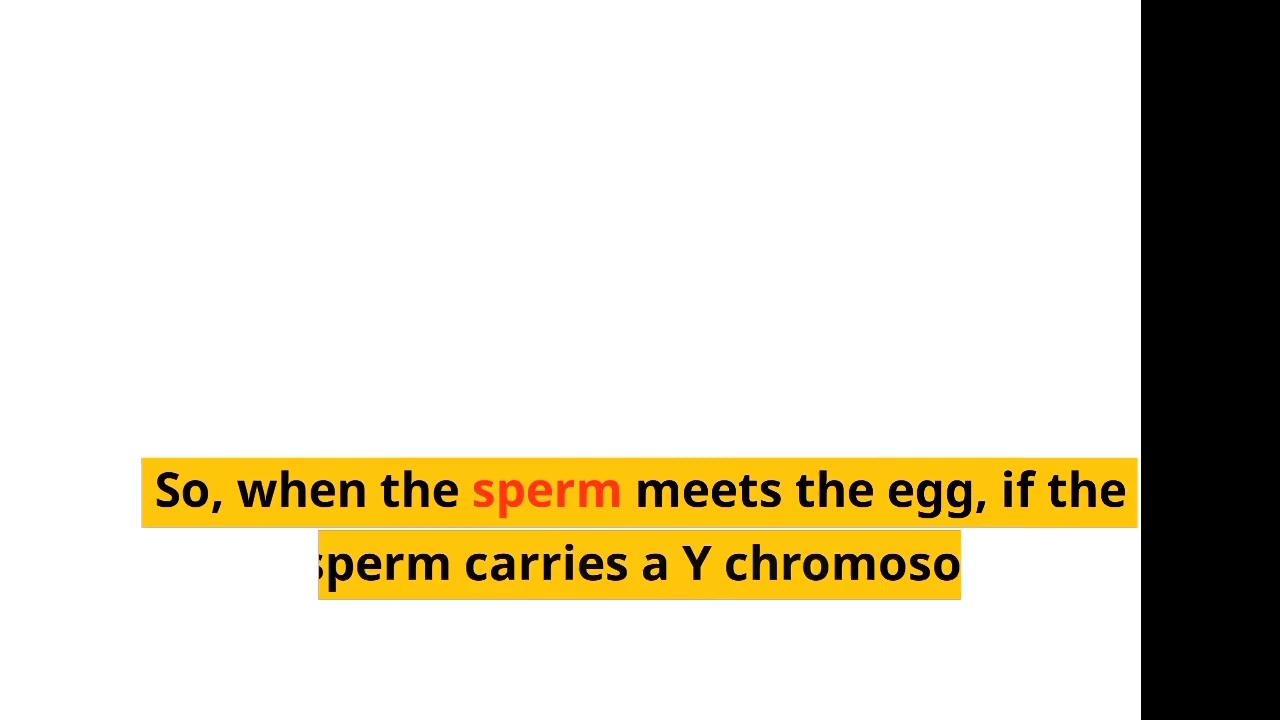 So, when the sperm meets the egg, if the
sperm carries a Y chromoso